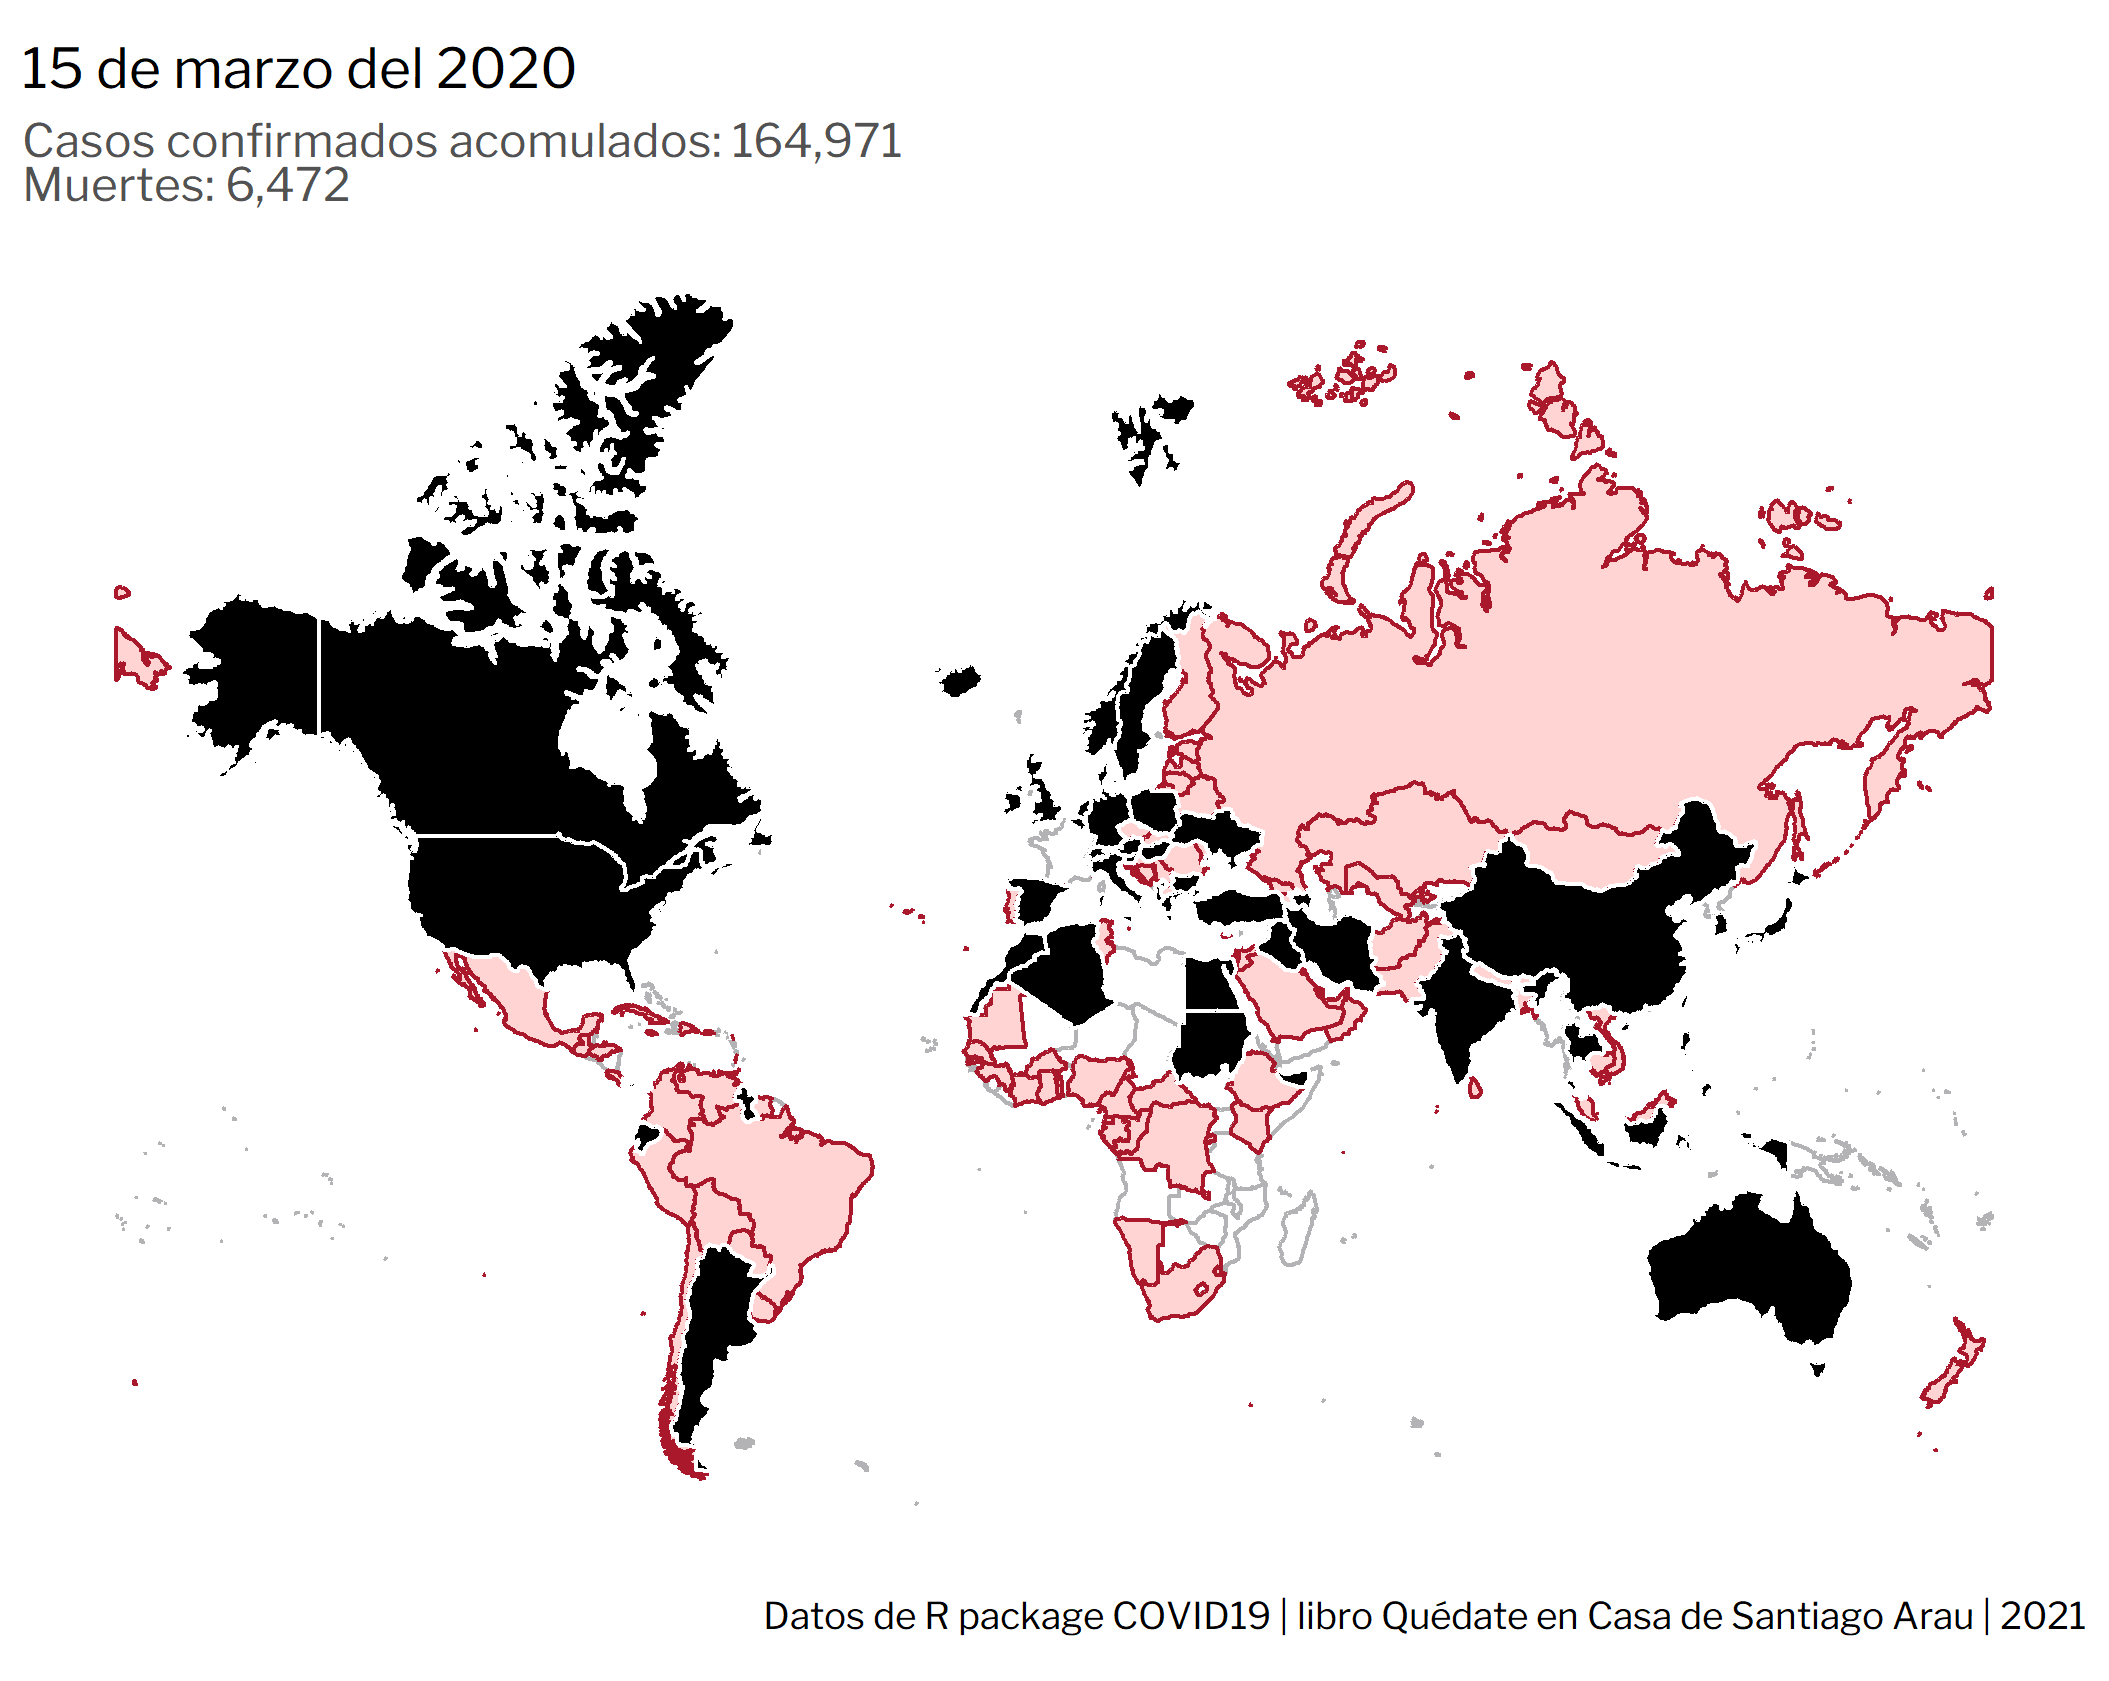 15 de marzo del 2020
Casos confirmados acomulados: 164,971
Muertes: 6,472
Datos de R package COVID19 | libro Quédate en Casa de Santiago Arau | 2021